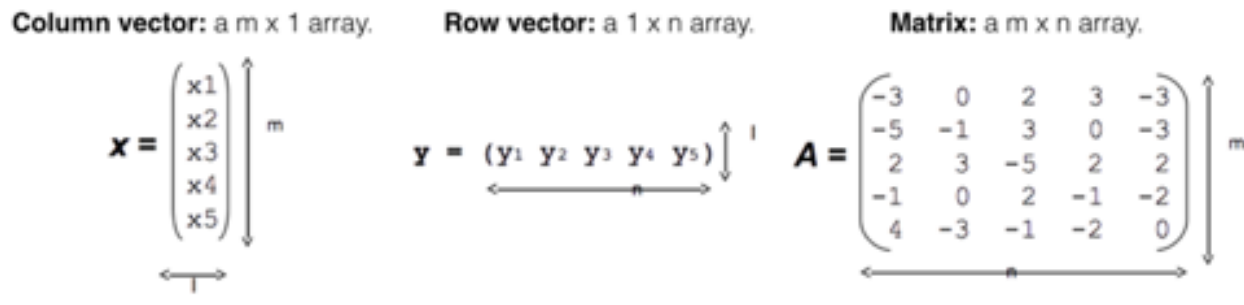 Column vector: a m x 1 array.
Row vector: a 1 x n array.
Matrix: a m x n array.
x =
x1
x2
x3
x4
x5
m
1
y = (y1 y2 y3 y4 y5)
1
n
A =
-3 0 2 3 -3
-5 -1 3 0 -3
2 3 -5 2 2
-1 0 2 -1 -2
4 -3 -1 -2 0
m
n